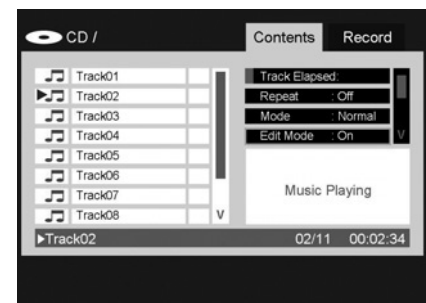 CD /
Contents
Record
Track01
Track02
Track03
Track04
Track05
Track06
Track07
Track08
V
Track Elapsed:
Repeat : Off
Mode : Normal
Edit Mode : On
V
Music Playing
Track02 02/11 00:02:34